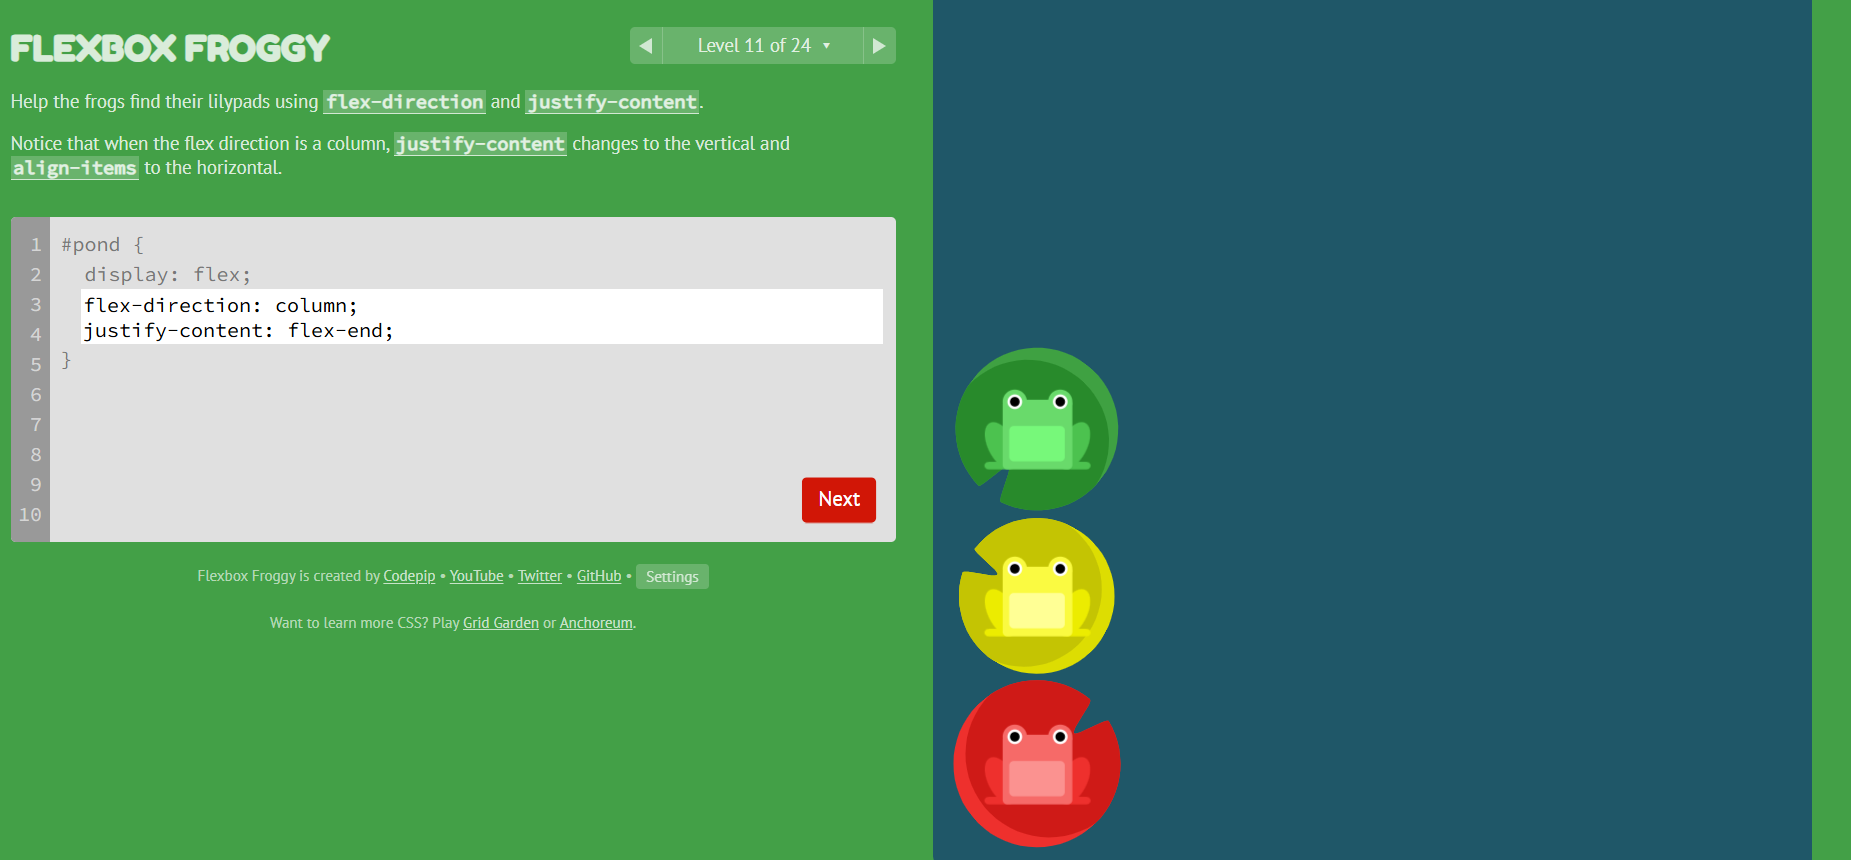 FLEXBOX FROGGY
Level 11 of 24
Help the frogs find their lilypads using flex-direction and justify-content.
Notice that when the flex direction is a column, justify-content changes to the vertical and
align-items to the horizontal.
1 #pond {
2 display: flex;
3 flex-direction: column;
4 justify-content: flex-end;
5 }
6
7
8
9
10
Next
Flexbox Froggy is created by Codepip • YouTube • Twitter • GitHub • Settings
Want to learn more CSS? Play Grid Garden or Anchoreum.